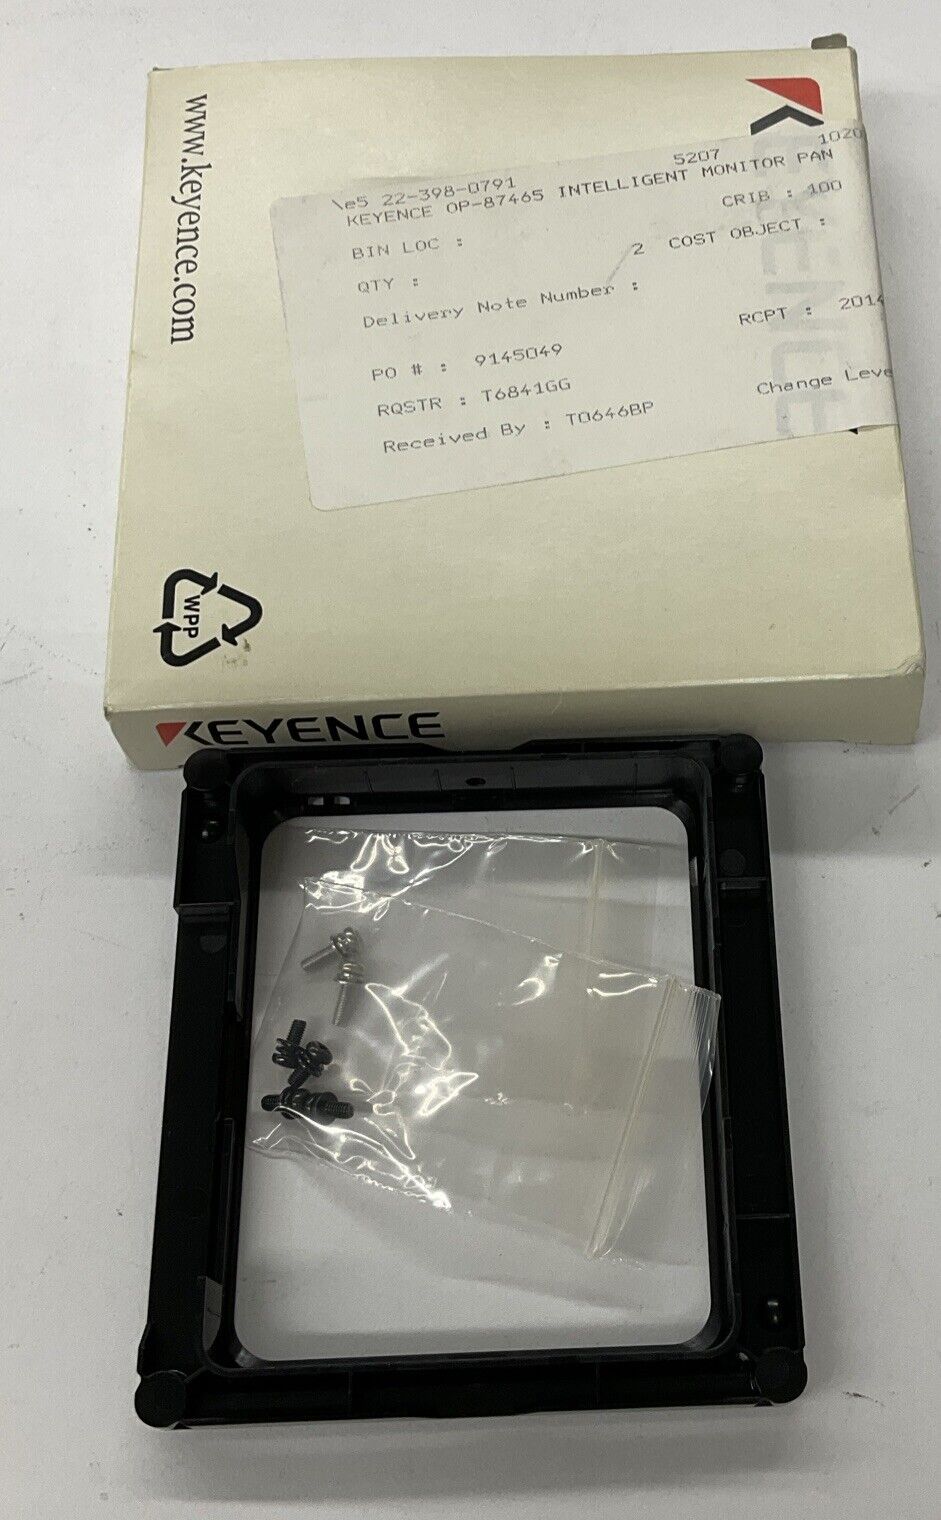 www.keyence.com
KEYENCE
5207 1020
\e5 22-398-0791
KEYENCE OP-87465 INTELLIGENT MONITOR PAN
BIN LOC : CRIB : 100
QTY : 2 COST OBJECT :
Delivery Note Number :
RCPT : 2014
PO # : 9145049
RQSTR : T6841GG Change Leve
Received By : T0646BP
WPP
KEYENCE